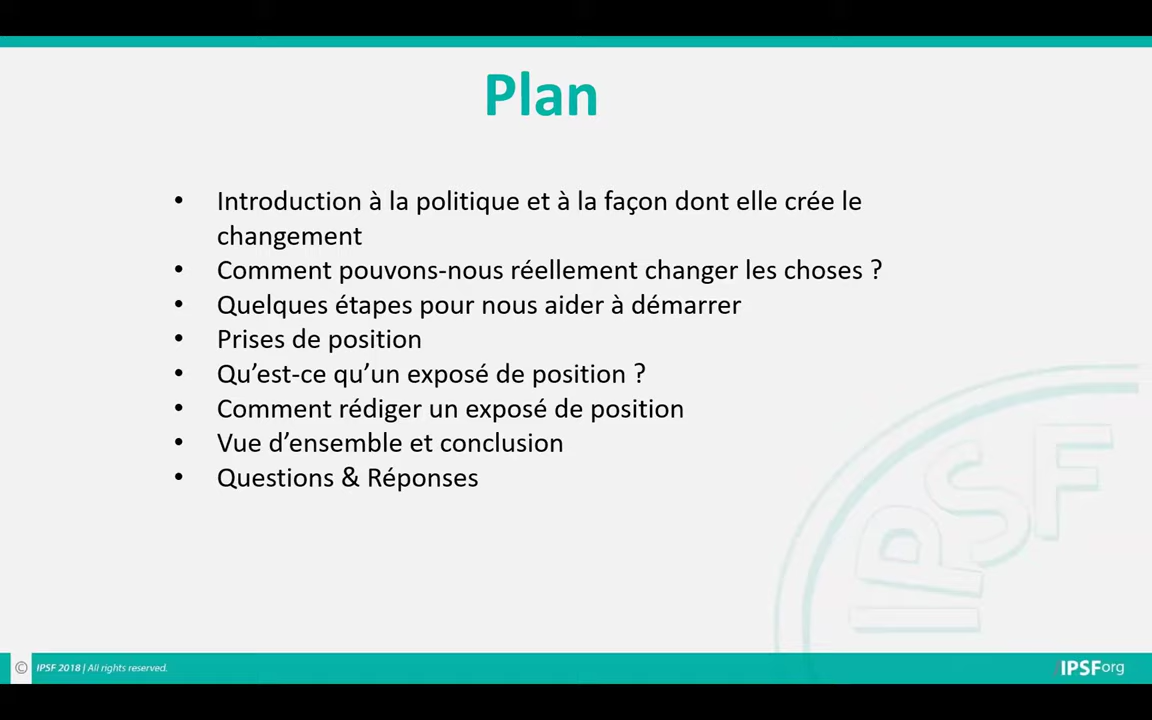 Plan
• Introduction à la politique et à la façon dont elle crée le
changement
• Comment pouvons-nous réellement changer les choses ?
• Quelques étapes pour nous aider à démarrer
• Prises de position
• Qu’est-ce qu’un exposé de position ?
• Comment rédiger un exposé de position
• Vue d’ensemble et conclusion
• Questions & Réponses
IPSF
© IPSF 2018 | All rights reserved.
IPSForg